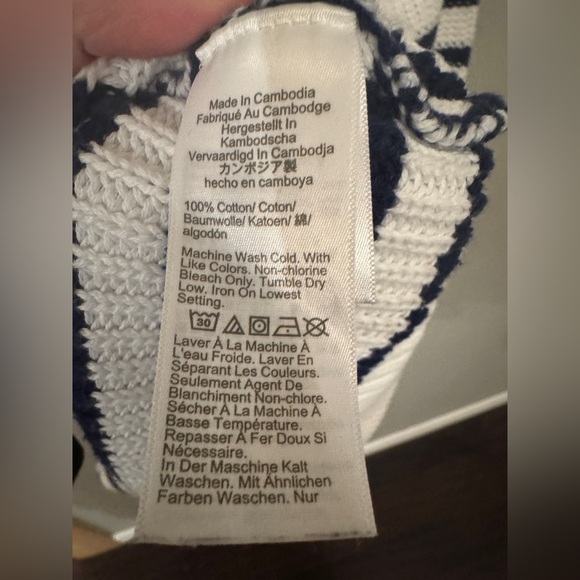 Made In Cambodia
Fabriqué Au Cambodge
Hergestellt In
Kambodscha
Vervaardigd In Cambodja
カンボジア製
hecho en camboya
100% Cotton/ Coton/
Baumwolle/ Katoen/ 綿/
algodón
Machine Wash Cold. With
Like Colors. Non-chlorine
Bleach Only. Tumble Dry
Low. Iron On Lowest
Setting.
30
Laver À La Machine À
L'eau Froide. Laver En
Séparant Les Couleurs.
Seulement Agent De
Blanchiment Non-chlore.
Sécher À La Machine À
Basse Température.
Repasser À Fer Doux Si
Nécessaire.
In Der Maschine Kalt
Waschen. Mit Ähnlichen
Farben Waschen. Nur